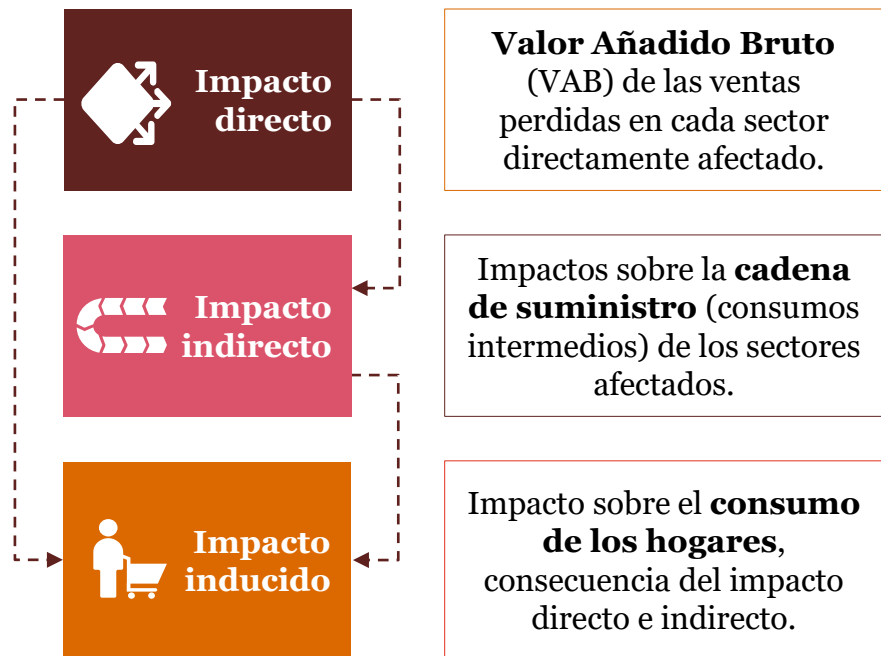 Impacto
directo
Valor Añadido Bruto
(VAB) de las ventas
perdidas en cada sector
directamente afectado.
Impacto
indirecto
Impactos sobre la cadena
de suministro (consumos
intermedios) de los sectores
afectados.
Impacto
inducido
Impacto sobre el consumo
de los hogares,
consecuencia del impacto
directo e indirecto.